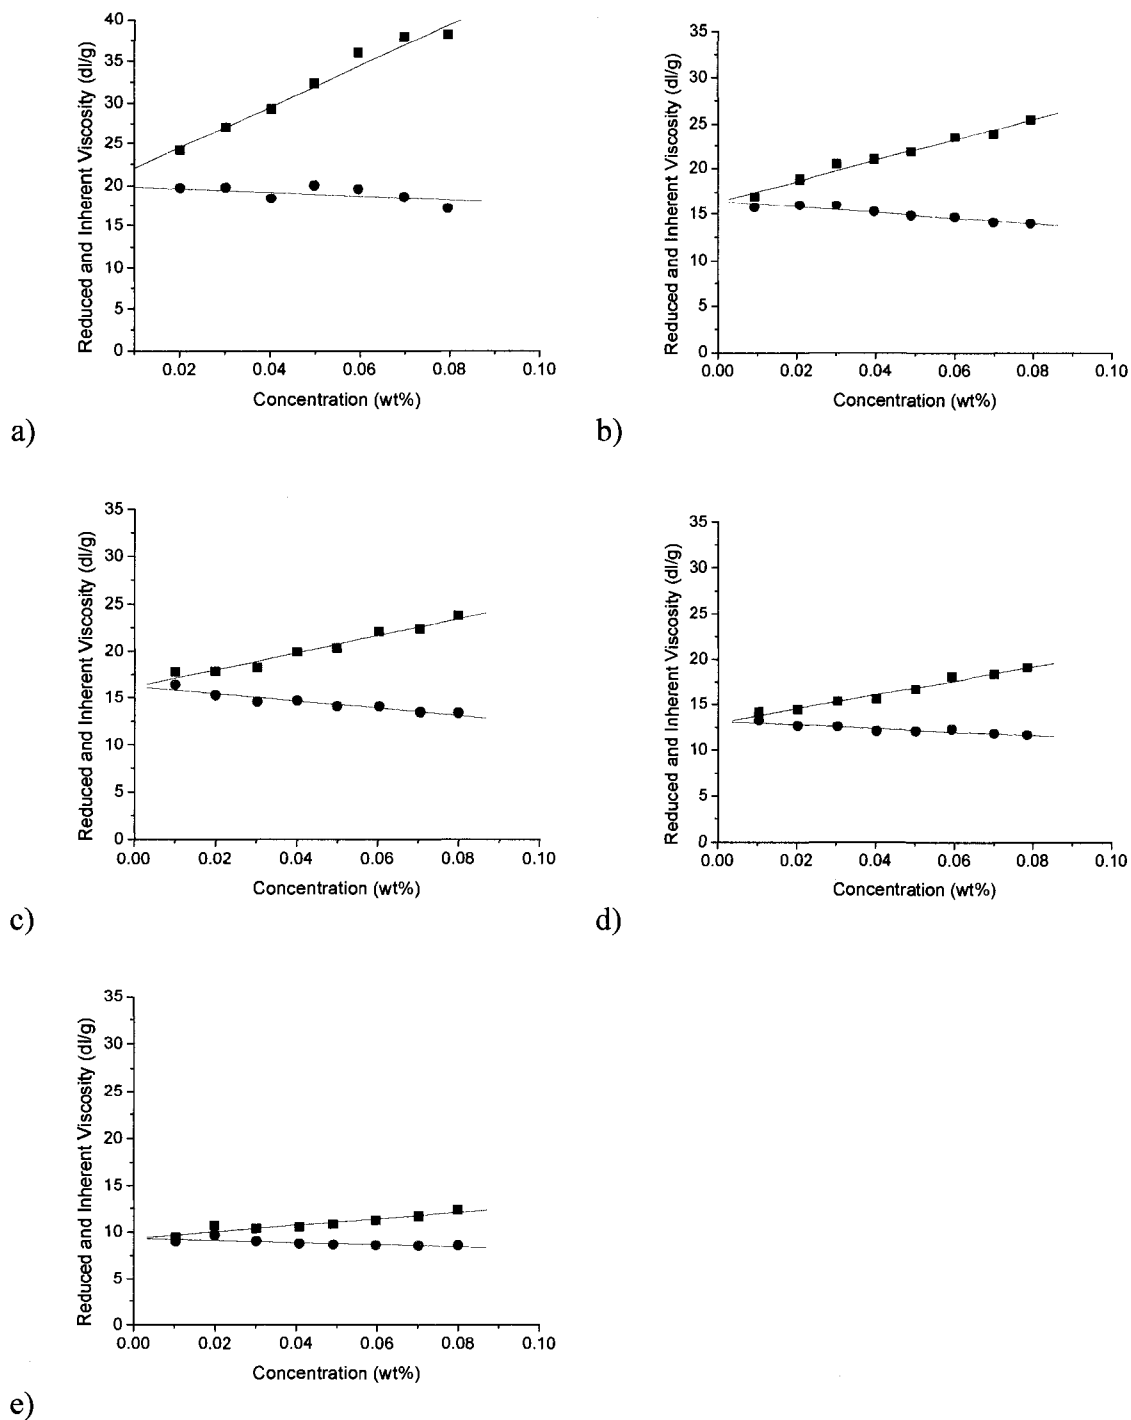 Reduced and Inherent Viscosity (dl/g)
40
35
30
25
20
15
10
5
0
0.02 0.04 0.06 0.08 0.10
Concentration (wt%)
a)
Reduced and Inherent Viscosity (dl/g)
35
30
25
20
15
10
5
0
0.00 0.02 0.04 0.06 0.08 0.10
Concentration (wt%)
b)
Reduced and Inherent Viscosity (dl/g)
35
30
25
20
15
10
5
0
0.00 0.02 0.04 0.06 0.08 0.10
Concentration (wt%)
c)
Reduced and Inherent Viscosity (dl/g)
35
30
25
20
15
10
5
0
0.00 0.02 0.04 0.06 0.08 0.10
Concentration (wt%)
d)
Reduced and Inherent Viscosity (dl/g)
35
30
25
20
15
10
5
0
0.00 0.02 0.04 0.06 0.08 0.10
Concentration (wt%)
e)